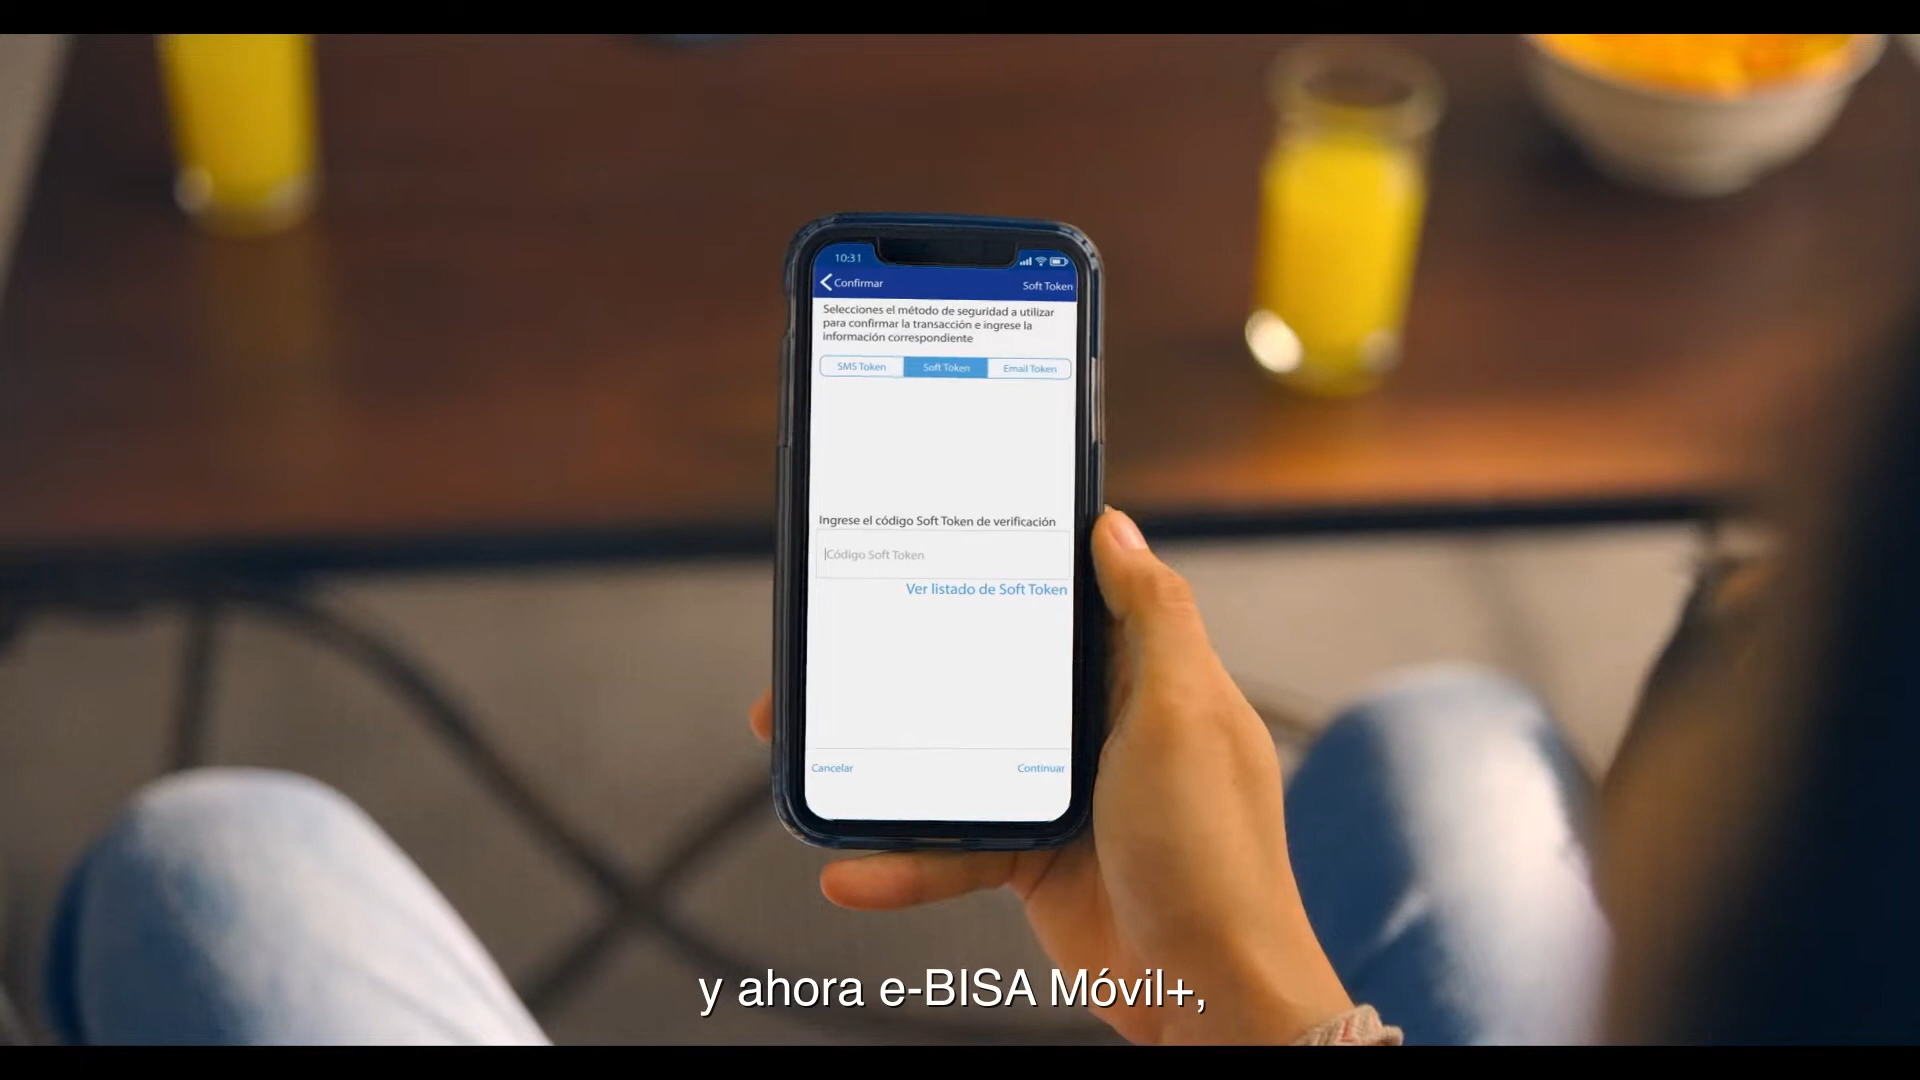 10:31
Confirmar
Soft Token
Selecciones el método de seguridad a utilizar
para confirmar la transacción e ingrese la
información correspondiente
SMS Token
Soft Token
Email Token
Ingrese el código Soft Token de verificación
Código Soft Token
Ver listado de Soft Token
Cancelar
Continuar
y ahora e-BISA Móvil+,